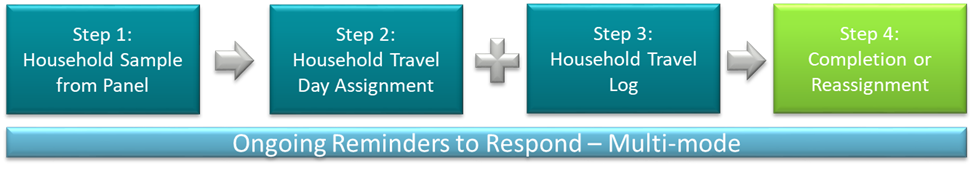 Step 1:
Household Sample
from Panel
Step 2:
Household Travel
Day Assignment
Step 3:
Household Travel
Log
Step 4:
Completion or
Reassignment
Ongoing Reminders to Respond – Multi-mode